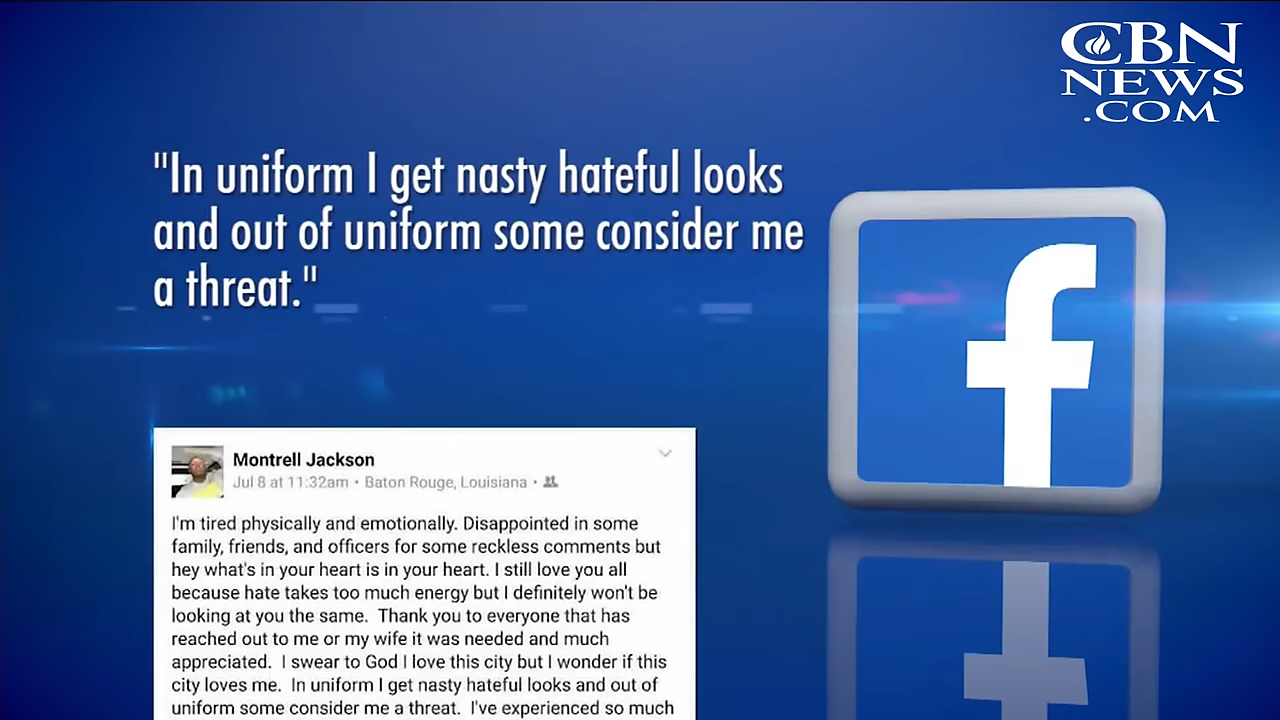 CBN
NEWS
.COM
"In uniform I get nasty hateful looks
and out of uniform some consider me
a threat."
f
Montrell Jackson
Jul 8 at 11:32am • Baton Rouge, Louisiana •
I'm tired physically and emotionally. Disappointed in some
family, friends, and officers for some reckless comments but
hey what's in your heart is in your heart. I still love you all
because hate takes too much energy but I definitely won't be
looking at you the same.  Thank you to everyone that has
reached out to me or my wife it was needed and much
appreciated.  I swear to God I love this city but I wonder if this
city loves me.  In uniform I get nasty hateful looks and out of
uniform some consider me a threat.  I've experienced so much